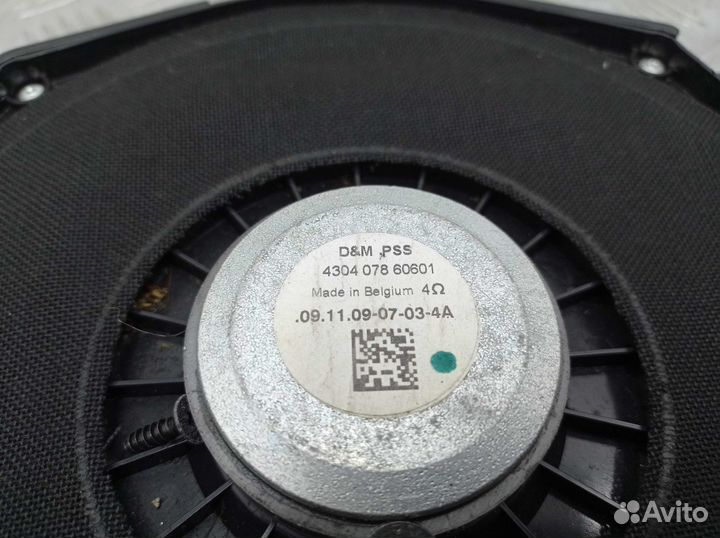 D&M ,PSS
4304 078 60601
Made in Belgium 4Ω
.09.11.09-07-03-4A
Avito